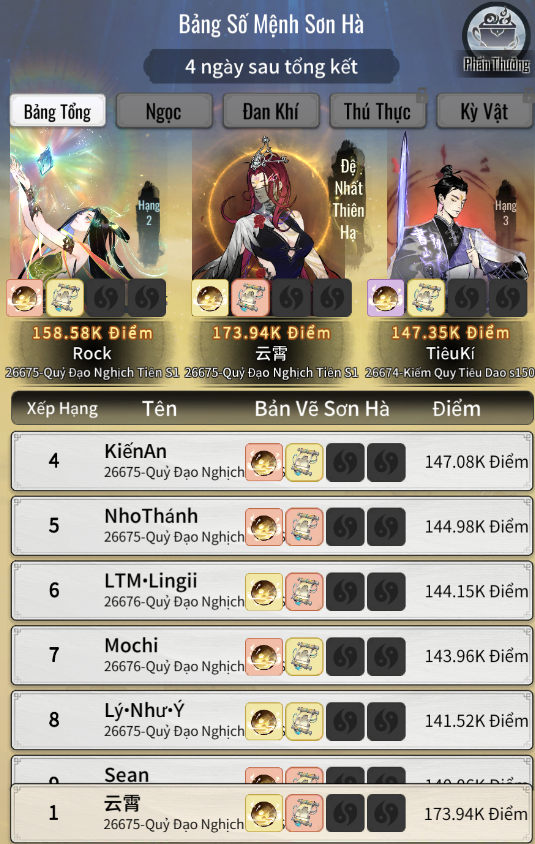 Bảng Số Mệnh Sơn Hà
Phần Thưởng
4 ngày sau tổng kết
Bảng Tổng
Ngọc
Đan Khí
Thú Thực
Kỳ Vật
Hạng
2
Đệ
Nhất
Thiên
Hạ
Hạng
3
158.58K Điểm
173.94K Điểm
147.35K Điểm
Rock
云霄
TiêuKí
26675-Quỷ Đạo Nghịch Tiên S1
26675-Quỷ Đạo Nghịch Tiên S1
26674-Kiếm Quy Tiêu Dao s150
Xếp Hạng Tên Bản Vẽ Sơn Hà Điểm
4 KiếnAn 147.08K Điểm
26675-Quỷ Đạo Nghịch
5 NhoThánh 144.98K Điểm
26675-Quỷ Đạo Nghịch
6 LTM•Lingii 144.15K Điểm
26676-Quỷ Đạo Nghịch
7 Mochi 143.96K Điểm
26676-Quỷ Đạo Nghịch
8 Lý•Như•Ý 141.52K Điểm
26675-Quỷ Đạo Nghịch
Sean
1 云霄 173.94K Điểm
26675-Quỷ Đạo Nghịch